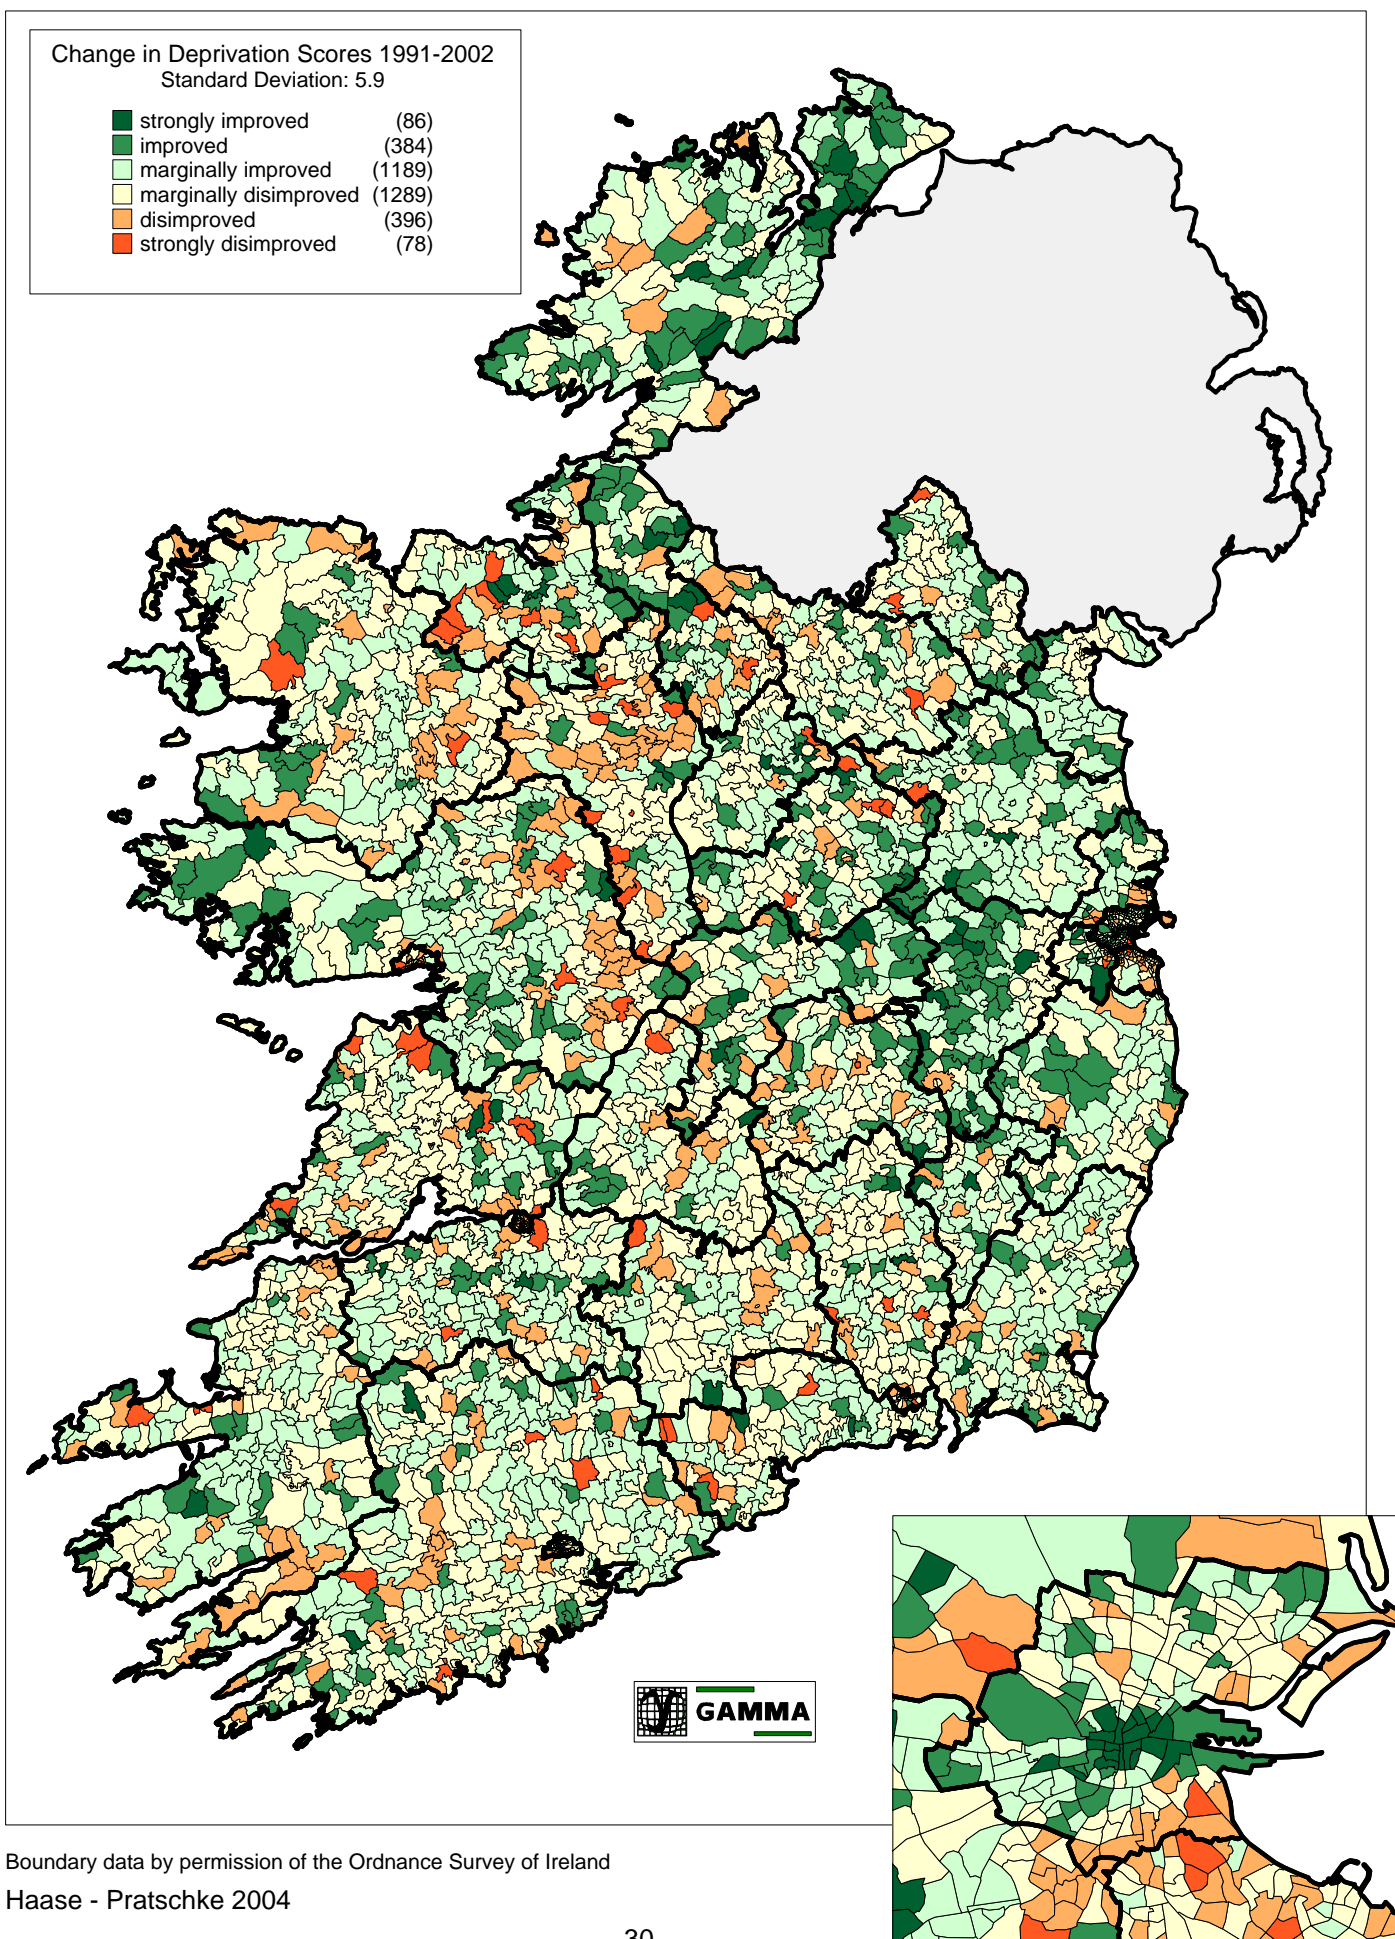 Change in Deprivation Scores 1991-2002
Standard Deviation: 5.9
strongly improved (86)
improved (384)
marginally improved (1189)
marginally disimproved (1289)
disimproved (396)
strongly disimproved (78)
GAMMA
Boundary data by permission of the Ordnance Survey of Ireland
Haase - Pratschke 2004
30